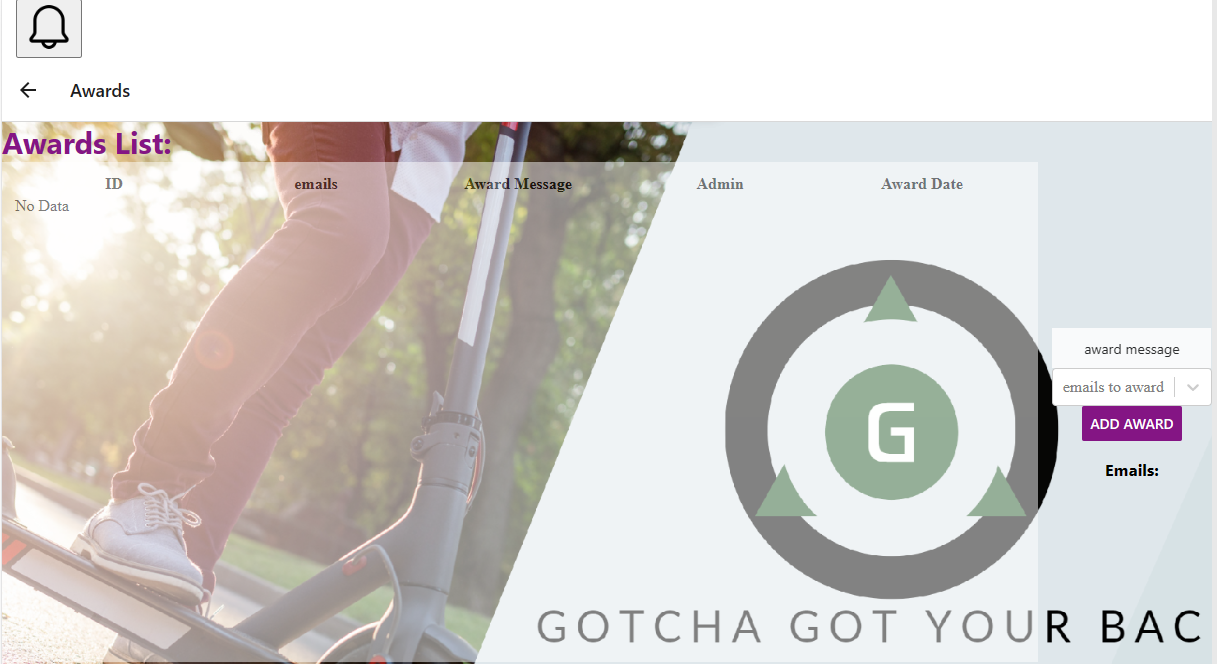 Awards
Awards List:
ID emails Award Message Admin Award Date
No Data
award message
emails to award
ADD AWARD
Emails:
G
GOTCHA GOT YOUR BAC